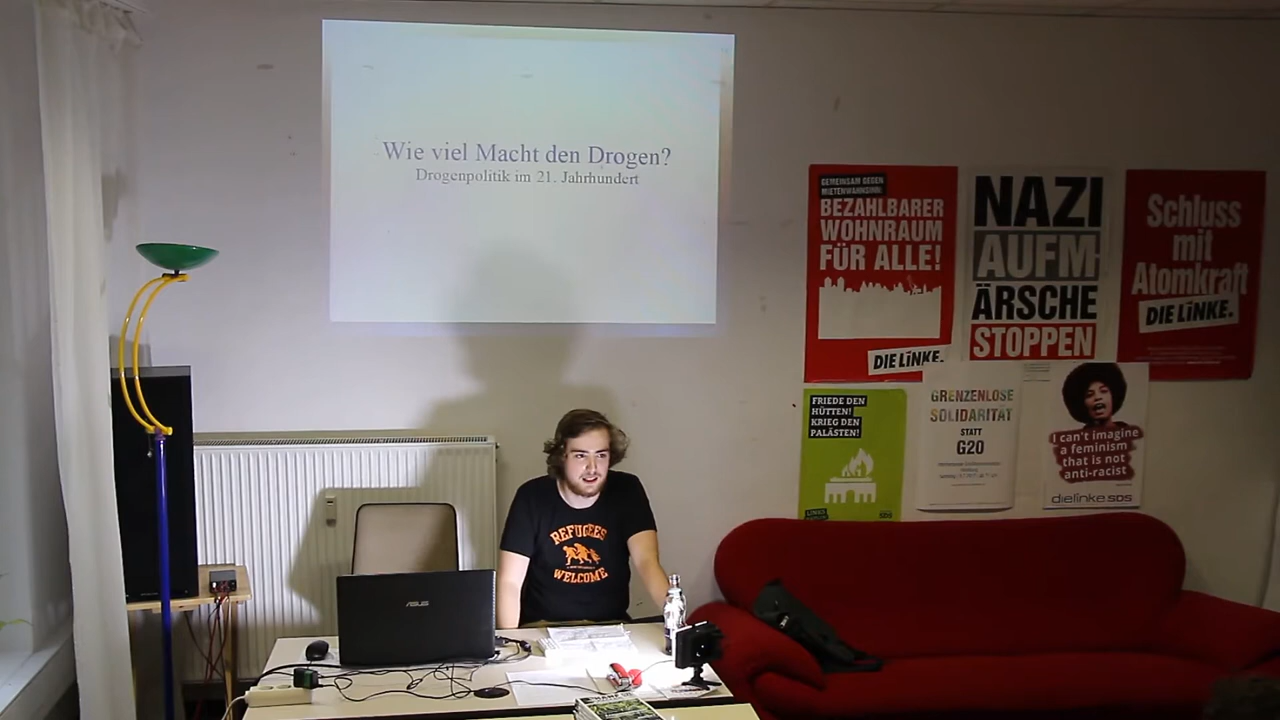 Wie viel Macht den Drogen?
Drogenpolitik im 21. Jahrhundert
GEMEINSAM GEGEN
MIETENWAHNSINN:
BEZAHLBARER
WOHNRAUM
FÜR ALLE!
DIE LINKE.
NAZI
AUFM
ÄRSCHE
STOPPEN
Schluss
mit
Atomkraft
DIE LINKE.
FRIEDE DEN
HÜTTEN!
KRIEG DEN
PALÄSTEN!
SDS
GRENZENLOSE
SOLIDARITÄT
STATT
G20
I can't imagine
a feminism
that is not
anti-racist
dielinke SDS
REFUGEES
WELCOME
ASUS